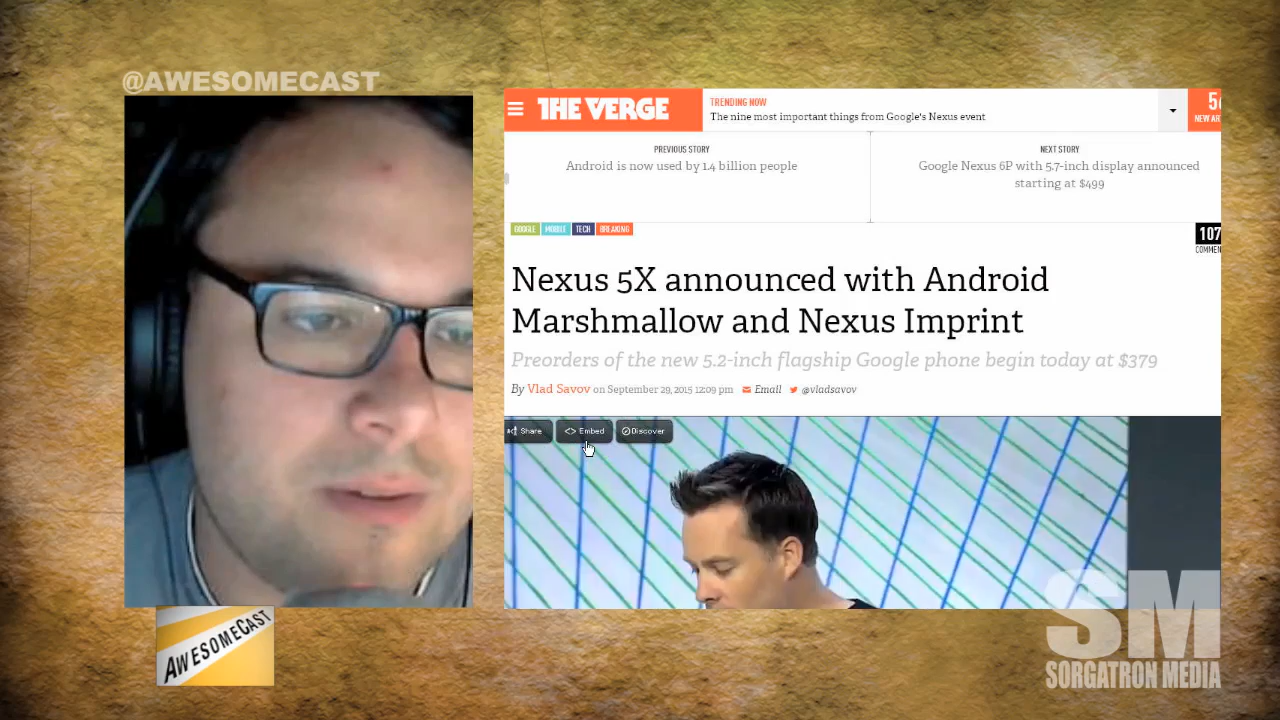 @AWESOMECAST
THE VERGE
TRENDING NOW
The nine most important things from Google's Nexus event
NEW
PREVIOUS STORY
Android is now used by 1.4 billion people
NEXT STORY
Google Nexus 6P with 5.7-inch display announced
starting at $499
GOOGLE MOBILE TECH BREAKING
107
Nexus 5X announced with Android
Marshmallow and Nexus Imprint
Preorders of the new 5.2-inch flagship Google phone begin today at $379
By Vlad Savov on September 29, 2015 12:09 pm Email @vladsavov
Share Embed Discover
AWESOMECAST
SM
SORGATRON MEDIA